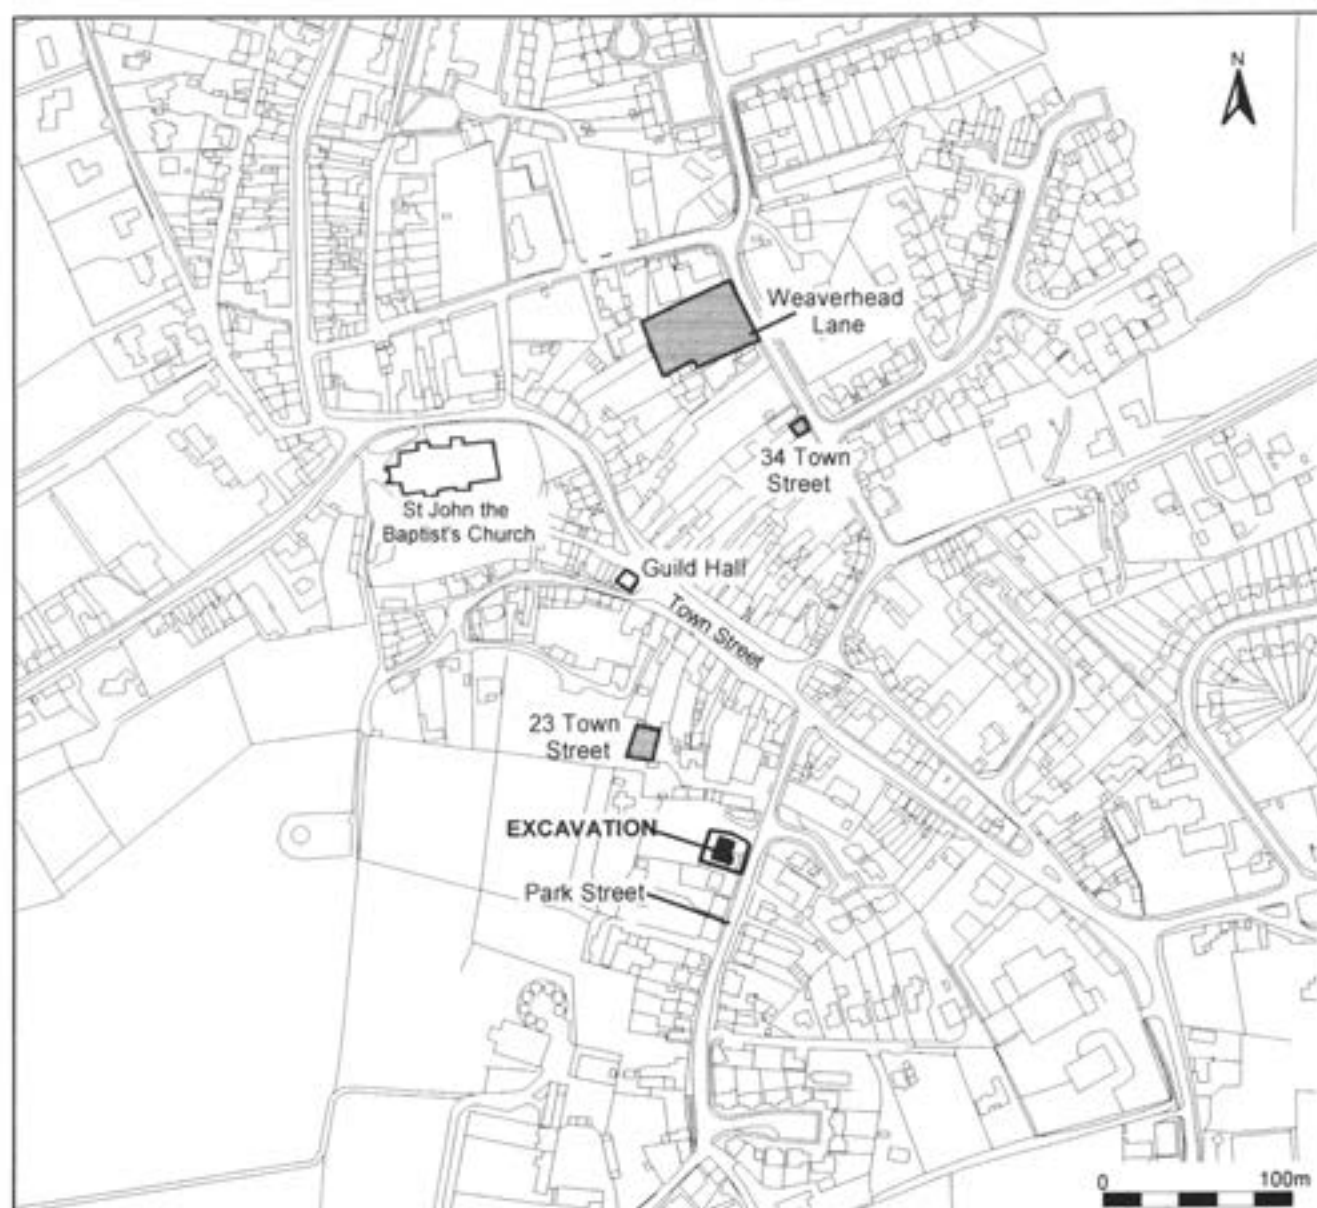 N
Weaverhead
Lane
34 Town
Street
St John the
Baptist's Church
Guild Hall
Town Street
23 Town
Street
EXCAVATION
Park Street
0 100m